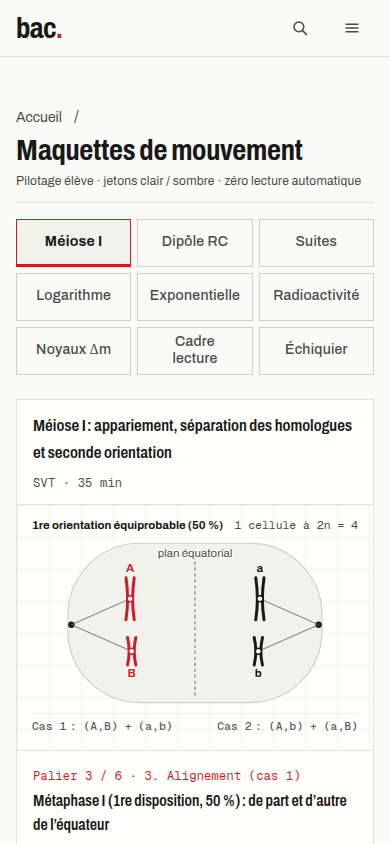 bac.
Accueil /
Maquettes de mouvement
Pilotage élève · jetons clair / sombre · zéro lecture automatique
Méiose I
Dipôle RC
Suites
Logarithme
Exponentielle
Radioactivité
Noyaux Δm
Cadre
lecture
Échiquier
Méiose I : appariement, séparation des homologues
et seconde orientation
SVT · 35 min
1re orientation équiprobable (50 %) 1 cellule à 2n = 4
plan équatorial
A
a
B
b
Cas 1 : (A,B) + (a,b)
Cas 2 : (A,b) + (a,B)
Palier 3 / 6 · 3. Alignement (cas 1)
Métaphase I (1re disposition, 50 %) : de part et d'autre
de l'équateur